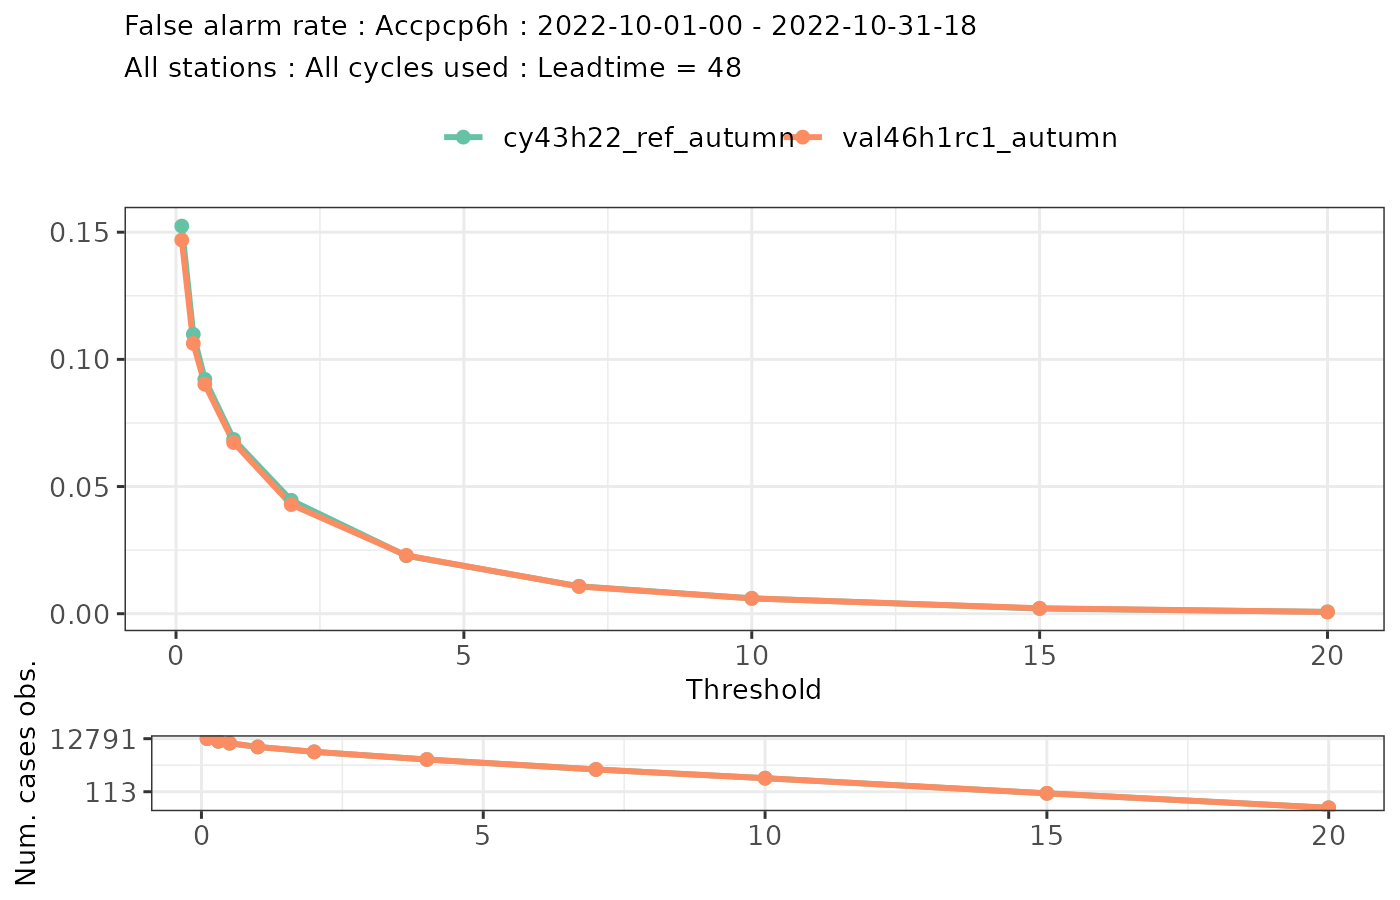 False alarm rate : Accpcp6h : 2022-10-01-00 - 2022-10-31-18
All stations : All cycles used : Leadtime = 48
cy43h22_ref_autumn val46h1rc1_autumn
0.15
0.10
0.05
0.00
0 5 10 15 20
Threshold
Num. cases obs.
12791
113
0 5 10 15 20